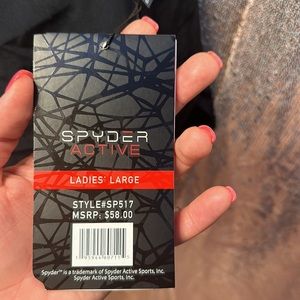 SPYDER
ACTIVE
LADIES' LARGE
STYLE#SP517
MSRP: $58.00
Spyder™ is a trademark of Spyder Active Sports, Inc.
Spyder Active Sports, Inc.